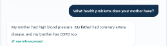 What health problems does your mother have?
My mother had high blood pressure. My father had coronary artery
disease, and my brother has COPD too.